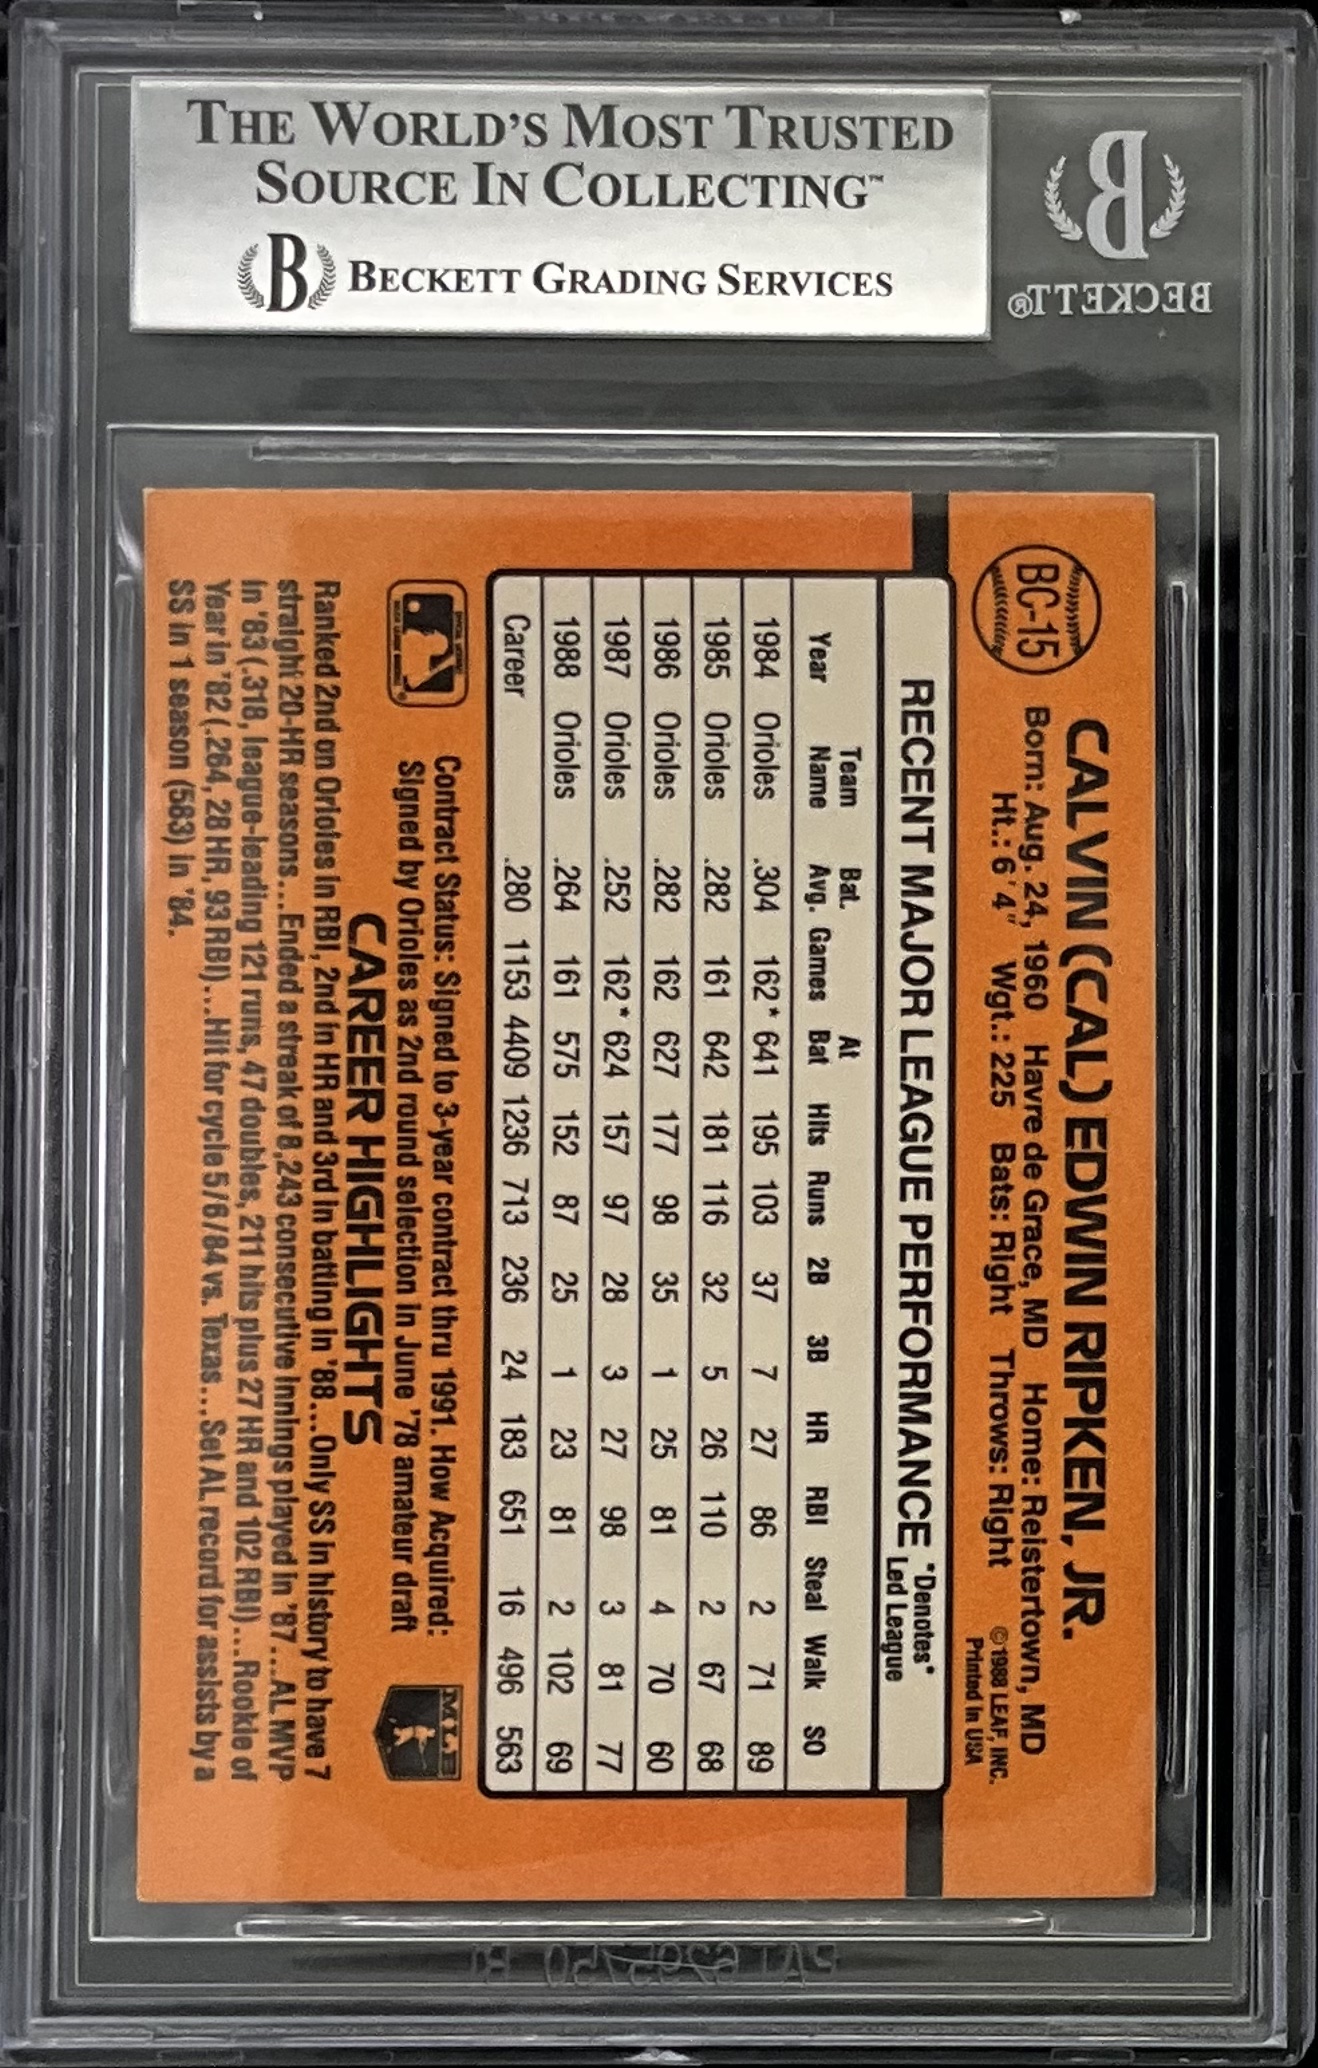 THE WORLD'S MOST TRUSTED
SOURCE IN COLLECTING™
B BECKETT GRADING SERVICES
B
BECKETT®
BC-15
CALVIN (CAL) EDWIN RIPKEN, JR.
Born: Aug. 24, 1960 Havre de Grace, MD Home: Reistertown, MD
Ht.: 6'4" Wgt.: 225 Bats: Right Throws: Right
©1988 LEAF, INC.
Printed in USA
RECENT MAJOR LEAGUE PERFORMANCE *Denotes*
Led League
Year Team Name Bat. Avg. Games At Bat Hits Runs 2B 3B HR RBI Steal Walk SO
1984 Orioles .304 162* 641 195 103 37 7 27 86 2 71 89
1985 Orioles .282 161 642 181 116 32 5 26 110 2 67 68
1986 Orioles .282 162 627 177 98 35 1 25 81 4 70 60
1987 Orioles .252 162* 624 157 97 28 3 27 98 3 81 77
1988 Orioles .264 161 575 152 87 25 1 23 81 2 102 69
Career .280 1153 4409 1236 713 236 24 183 651 16 496 563
Contract Status: Signed to 3-year contract thru 1991. How Acquired:
Signed by Orioles as 2nd round selection in June '78 amateur draft
MLB
CAREER HIGHLIGHTS
Ranked 2nd on Orioles in RBI, 2nd in HR and 3rd in batting in '88...Only SS in history to have 7
straight 20-HR seasons...Ended a streak of 8,243 consecutive innings played in '87...AL MVP
in '83 (.318, league-leading 121 runs, 47 doubles, 211 hits plus 27 HR and 102 RBI)...Rookie of
Year in '82 (.264, 28 HR, 93 RBI)...Hit for cycle 5/6/84 vs. Texas...Set AL record for assists by a
SS in 1 season (583) in '84.